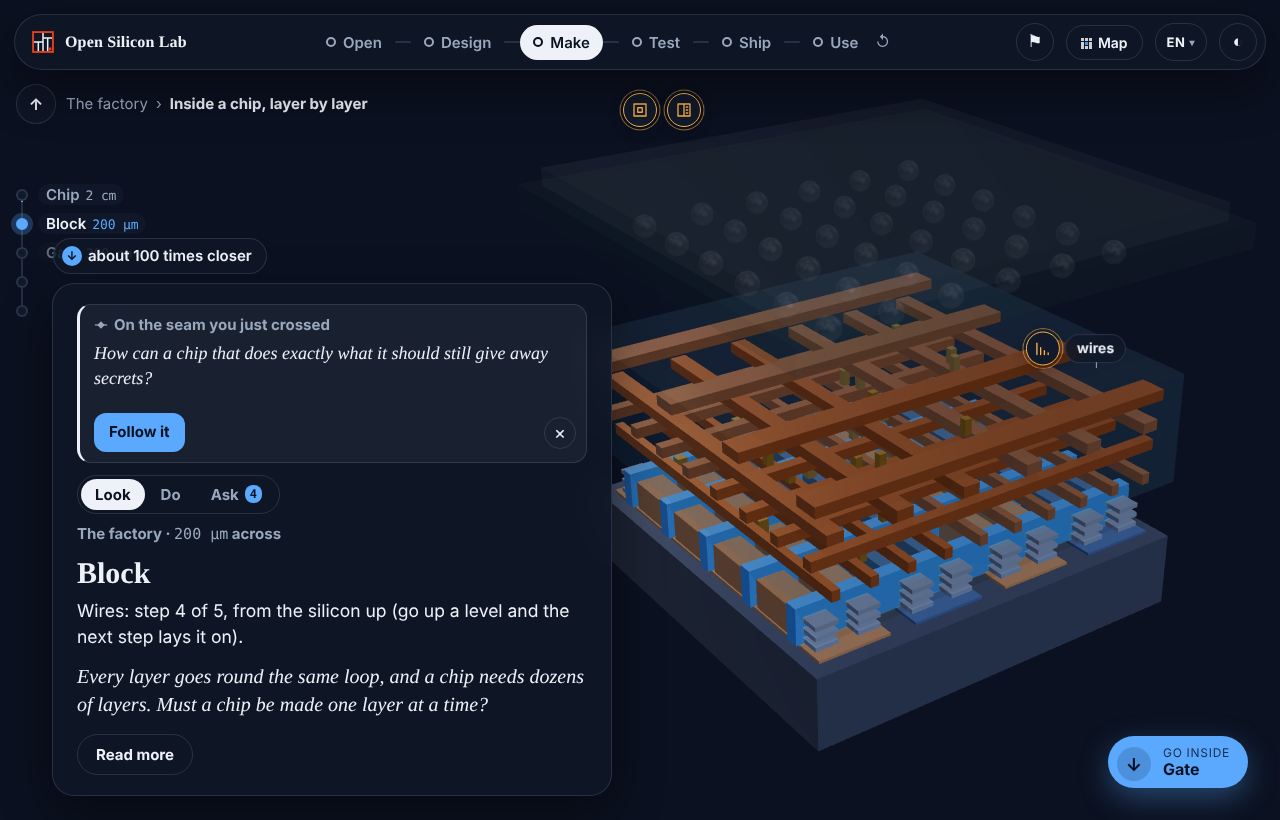 Open Silicon Lab
Open
Design
Make
Test
Ship
Use
Map
EN
The factory › Inside a chip, layer by layer
Chip 2 cm
Block 200 µm
about 100 times closer
On the seam you just crossed
How can a chip that does exactly what it should still give away
secrets?
Follow it
Look
Do
Ask 4
The factory · 200 µm across
Block
Wires: step 4 of 5, from the silicon up (go up a level and the
next step lays it on).
Every layer goes round the same loop, and a chip needs dozens
of layers. Must a chip be made one layer at a time?
Read more
wires
GO INSIDE
Gate